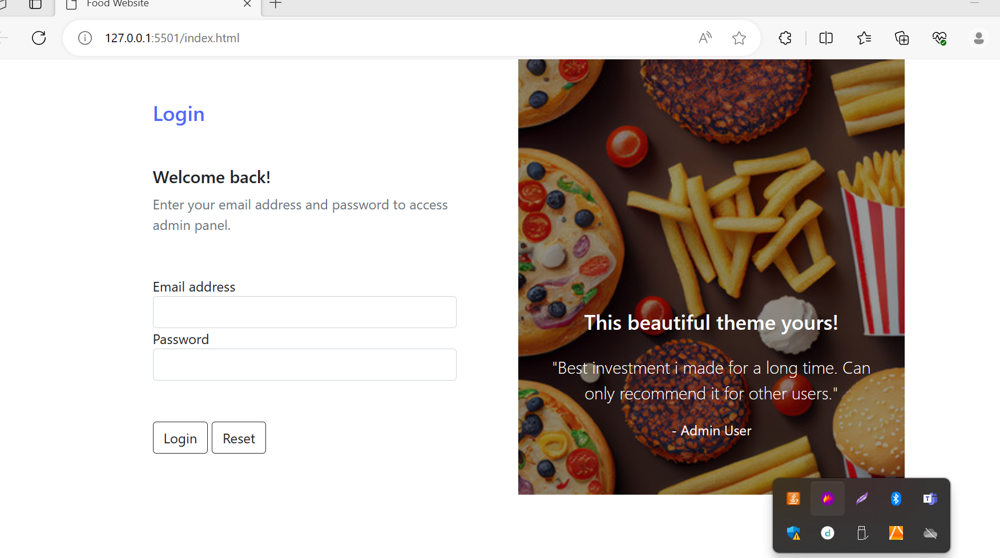 Food Website
127.0.0.1:5501/index.html
Login
Welcome back!
Enter your email address and password to access
admin panel.
Email address
Password
Login Reset
This beautiful theme yours!
"Best investment i made for a long time. Can
only recommend it for other users."
- Admin User